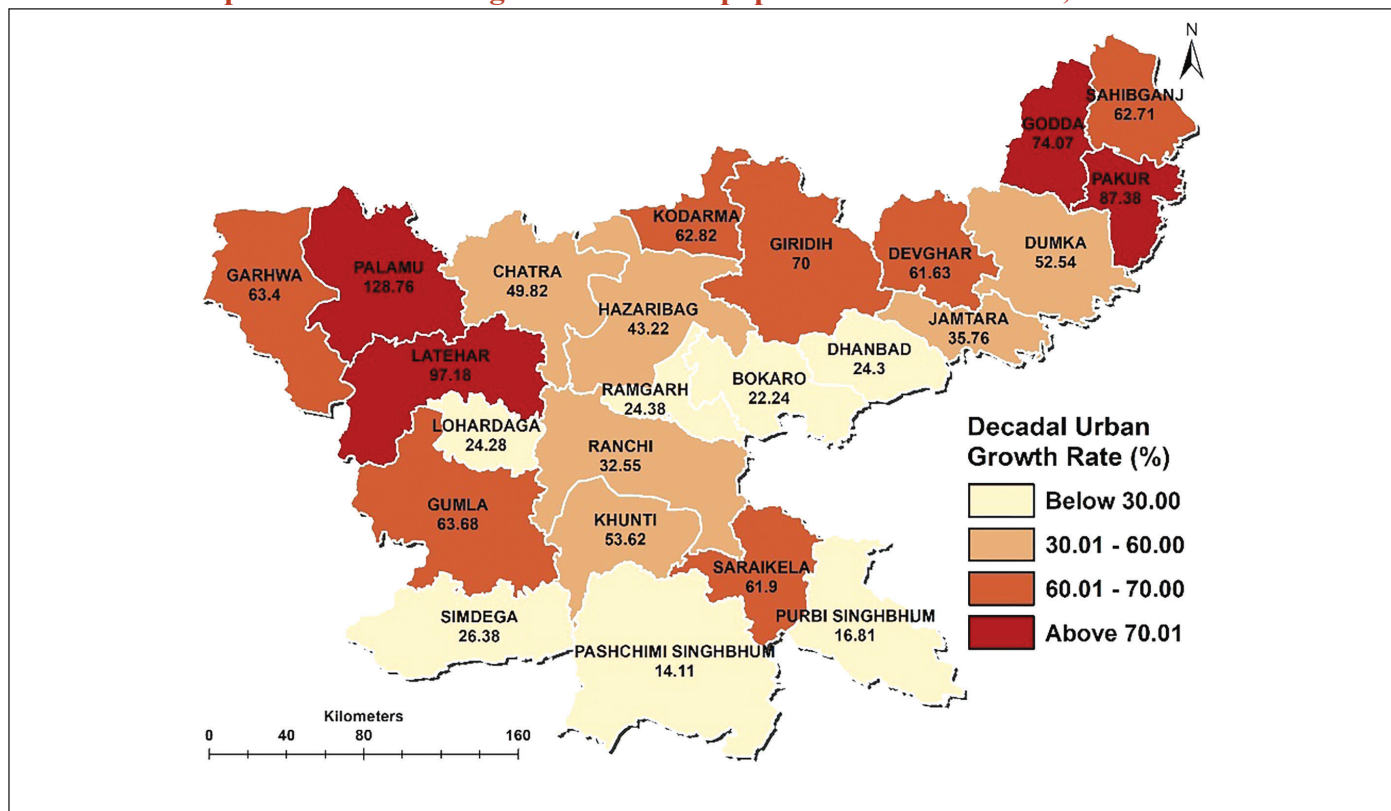 N
SAHIBGANJ
62.71
GODDA
74.07
PAKUR
87.38
KODARMA
62.82
GIRIDIH
70
DEVGHAR
61.63
DUMKA
52.54
GARHWA
63.4
PALAMU
128.76
CHATRA
49.82
HAZARIBAG
43.22
JAMTARA
35.76
LATEHAR
97.18
DHANBAD
24.3
BOKARO
22.24
RAMGARH
24.38
LOHARDAGA
24.28
RANCHI
32.55
GUMLA
63.68
KHUNTI
53.62
SARAIKELA
61.9
SIMDEGA
26.38
PURBI SINGHBHUM
16.81
PASHCHIMI SINGHBHUM
14.11
Decadal Urban
Growth Rate (%)
Below 30.00
30.01 - 60.00
60.01 - 70.00
Above 70.01
Kilometers
0 40 80 160